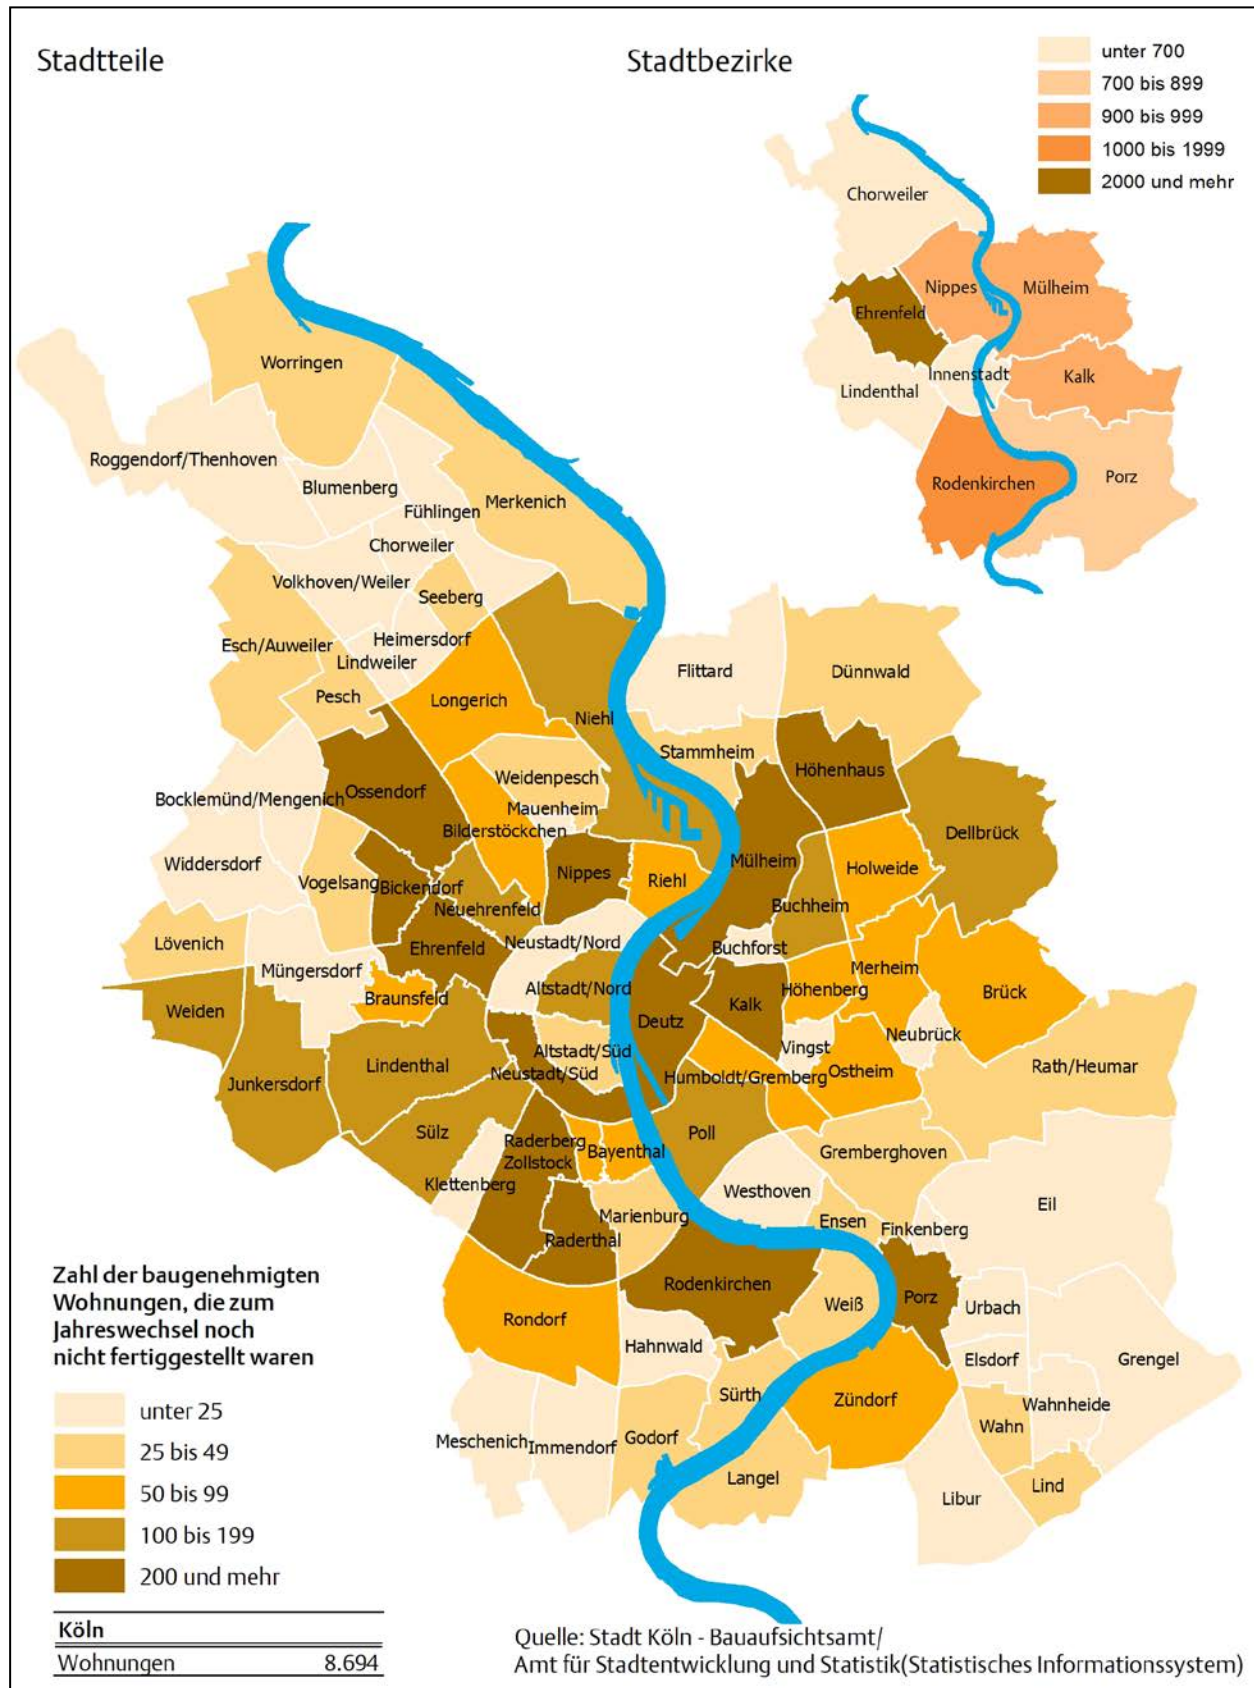 Stadtteile
Stadtbezirke
unter 700
700 bis 899
900 bis 999
1000 bis 1999
2000 und mehr
Chorweiler
Nippes
Mülheim
Ehrenfeld
Innenstadt
Kalk
Lindenthal
Rodenkirchen
Porz
Worringen
Roggendorf/Thenhoven
Blumenberg
Merkenich
Fühlingen
Chorweiler
Volkhoven/Weiler
Seeberg
Esch/Auweiler
Heimersdorf
Lindweiler
Pesch
Longerich
Niehl
Flittard
Dünnwald
Stammheim
Höhenhaus
Weidenpesch
Ossendorf
Bocklemünd/Mengenich
Mauenheim
Bilderstöckchen
Dellbrück
Widdersdorf
Mülheim
Holweide
Nippes
Riehl
Vogelsang
Bickendorf
Neuehrenfeld
Buchheim
Lövenich
Ehrenfeld
Neustadt/Nord
Buchforst
Müngersdorf
Merheim
Braunsfeld
Altstadt/Nord
Höhenberg
Brück
Weiden
Kalk
Deutz
Neubrück
Altstadt/Süd
Vingst
Lindenthal
Neustadt/Süd
Humboldt/Gremberg
Ostheim
Rath/Heumar
Junkersdorf
Sülz
Poll
Raderberg
Bayenthal
Gremberghoven
Zollstock
Klettenberg
Westhoven
Eil
Marienburg
Ensen
Finkenberg
Raderthal
Rodenkirchen
Porz
Weiß
Urbach
Rondorf
Hahnwald
Elsdorf
Grengel
Sürth
Zündorf
Wahnheide
Wahn
Meschenich
Immendorf
Godorf
Langel
Lind
Libur
Zahl der baugenehmigten
Wohnungen, die zum
Jahreswechsel noch
nicht fertiggestellt waren
unter 25
25 bis 49
50 bis 99
100 bis 199
200 und mehr
Köln
Wohnungen 8.694
Quelle: Stadt Köln - Bauaufsichtsamt/
Amt für Stadtentwicklung und Statistik(Statistisches Informationssystem)